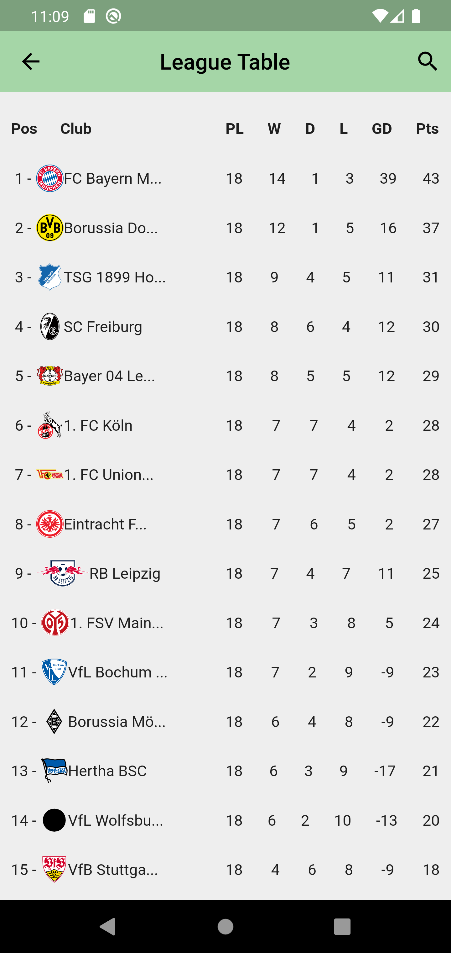 11:09
League Table
Pos Club PL W D L GD Pts
1 - FC Bayern M... 18 14 1 3 39 43
2 - Borussia Do... 18 12 1 5 16 37
3 - TSG 1899 Ho... 18 9 4 5 11 31
4 - SC Freiburg 18 8 6 4 12 30
5 - Bayer 04 Le... 18 8 5 5 12 29
6 - 1. FC Köln 18 7 7 4 2 28
7 - 1. FC Union... 18 7 7 4 2 28
8 - Eintracht F... 18 7 6 5 2 27
9 - RB Leipzig 18 7 4 7 11 25
10 - 1. FSV Main... 18 7 3 8 5 24
11 - VfL Bochum ... 18 7 2 9 -9 23
12 - Borussia Mö... 18 6 4 8 -9 22
13 - Hertha BSC 18 6 3 9 -17 21
14 - VfL Wolfsbu... 18 6 2 10 -13 20
15 - VfB Stuttga... 18 4 6 8 -9 18